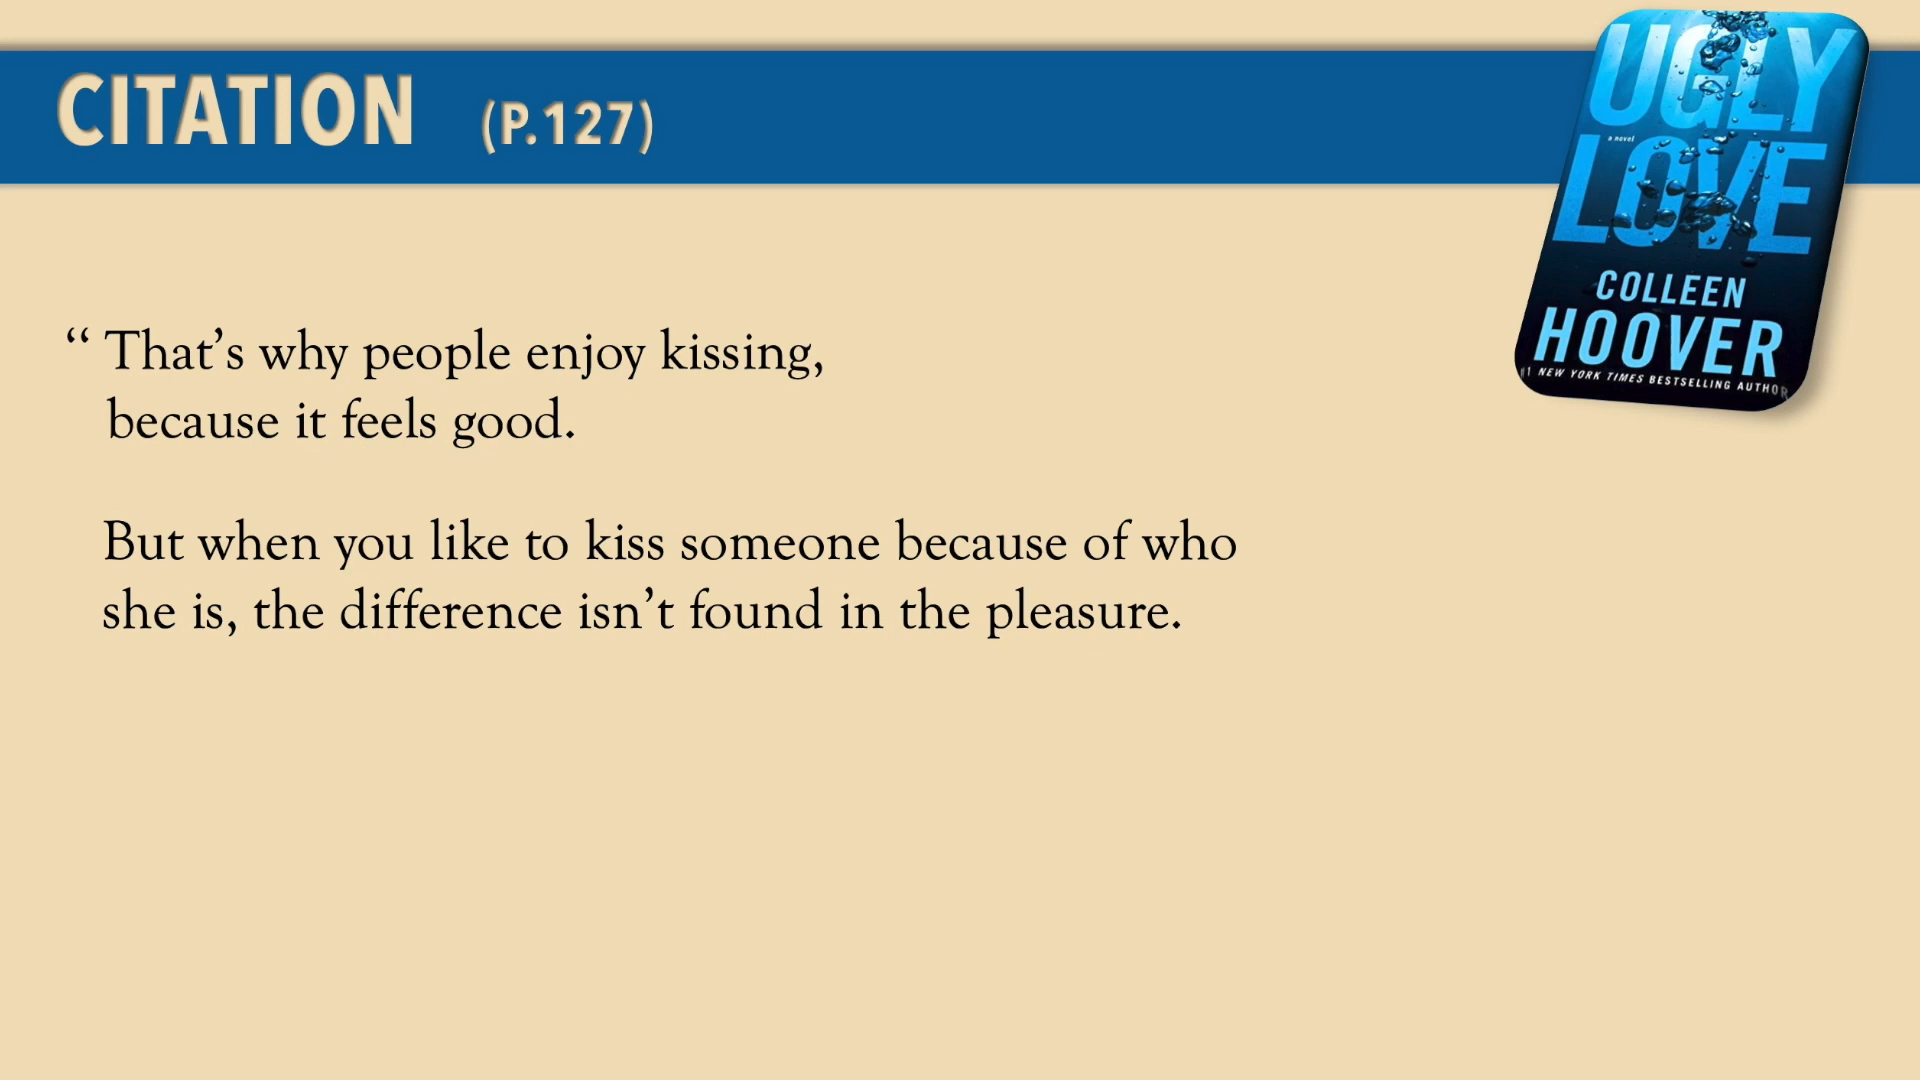 CITATION (P.127)
UGLY
a novel
LOVE
COLLEEN
HOOVER
#1 NEW YORK TIMES BESTSELLING AUTHOR
“ That’s why people enjoy kissing,
because it feels good.
But when you like to kiss someone because of who
she is, the difference isn’t found in the pleasure.